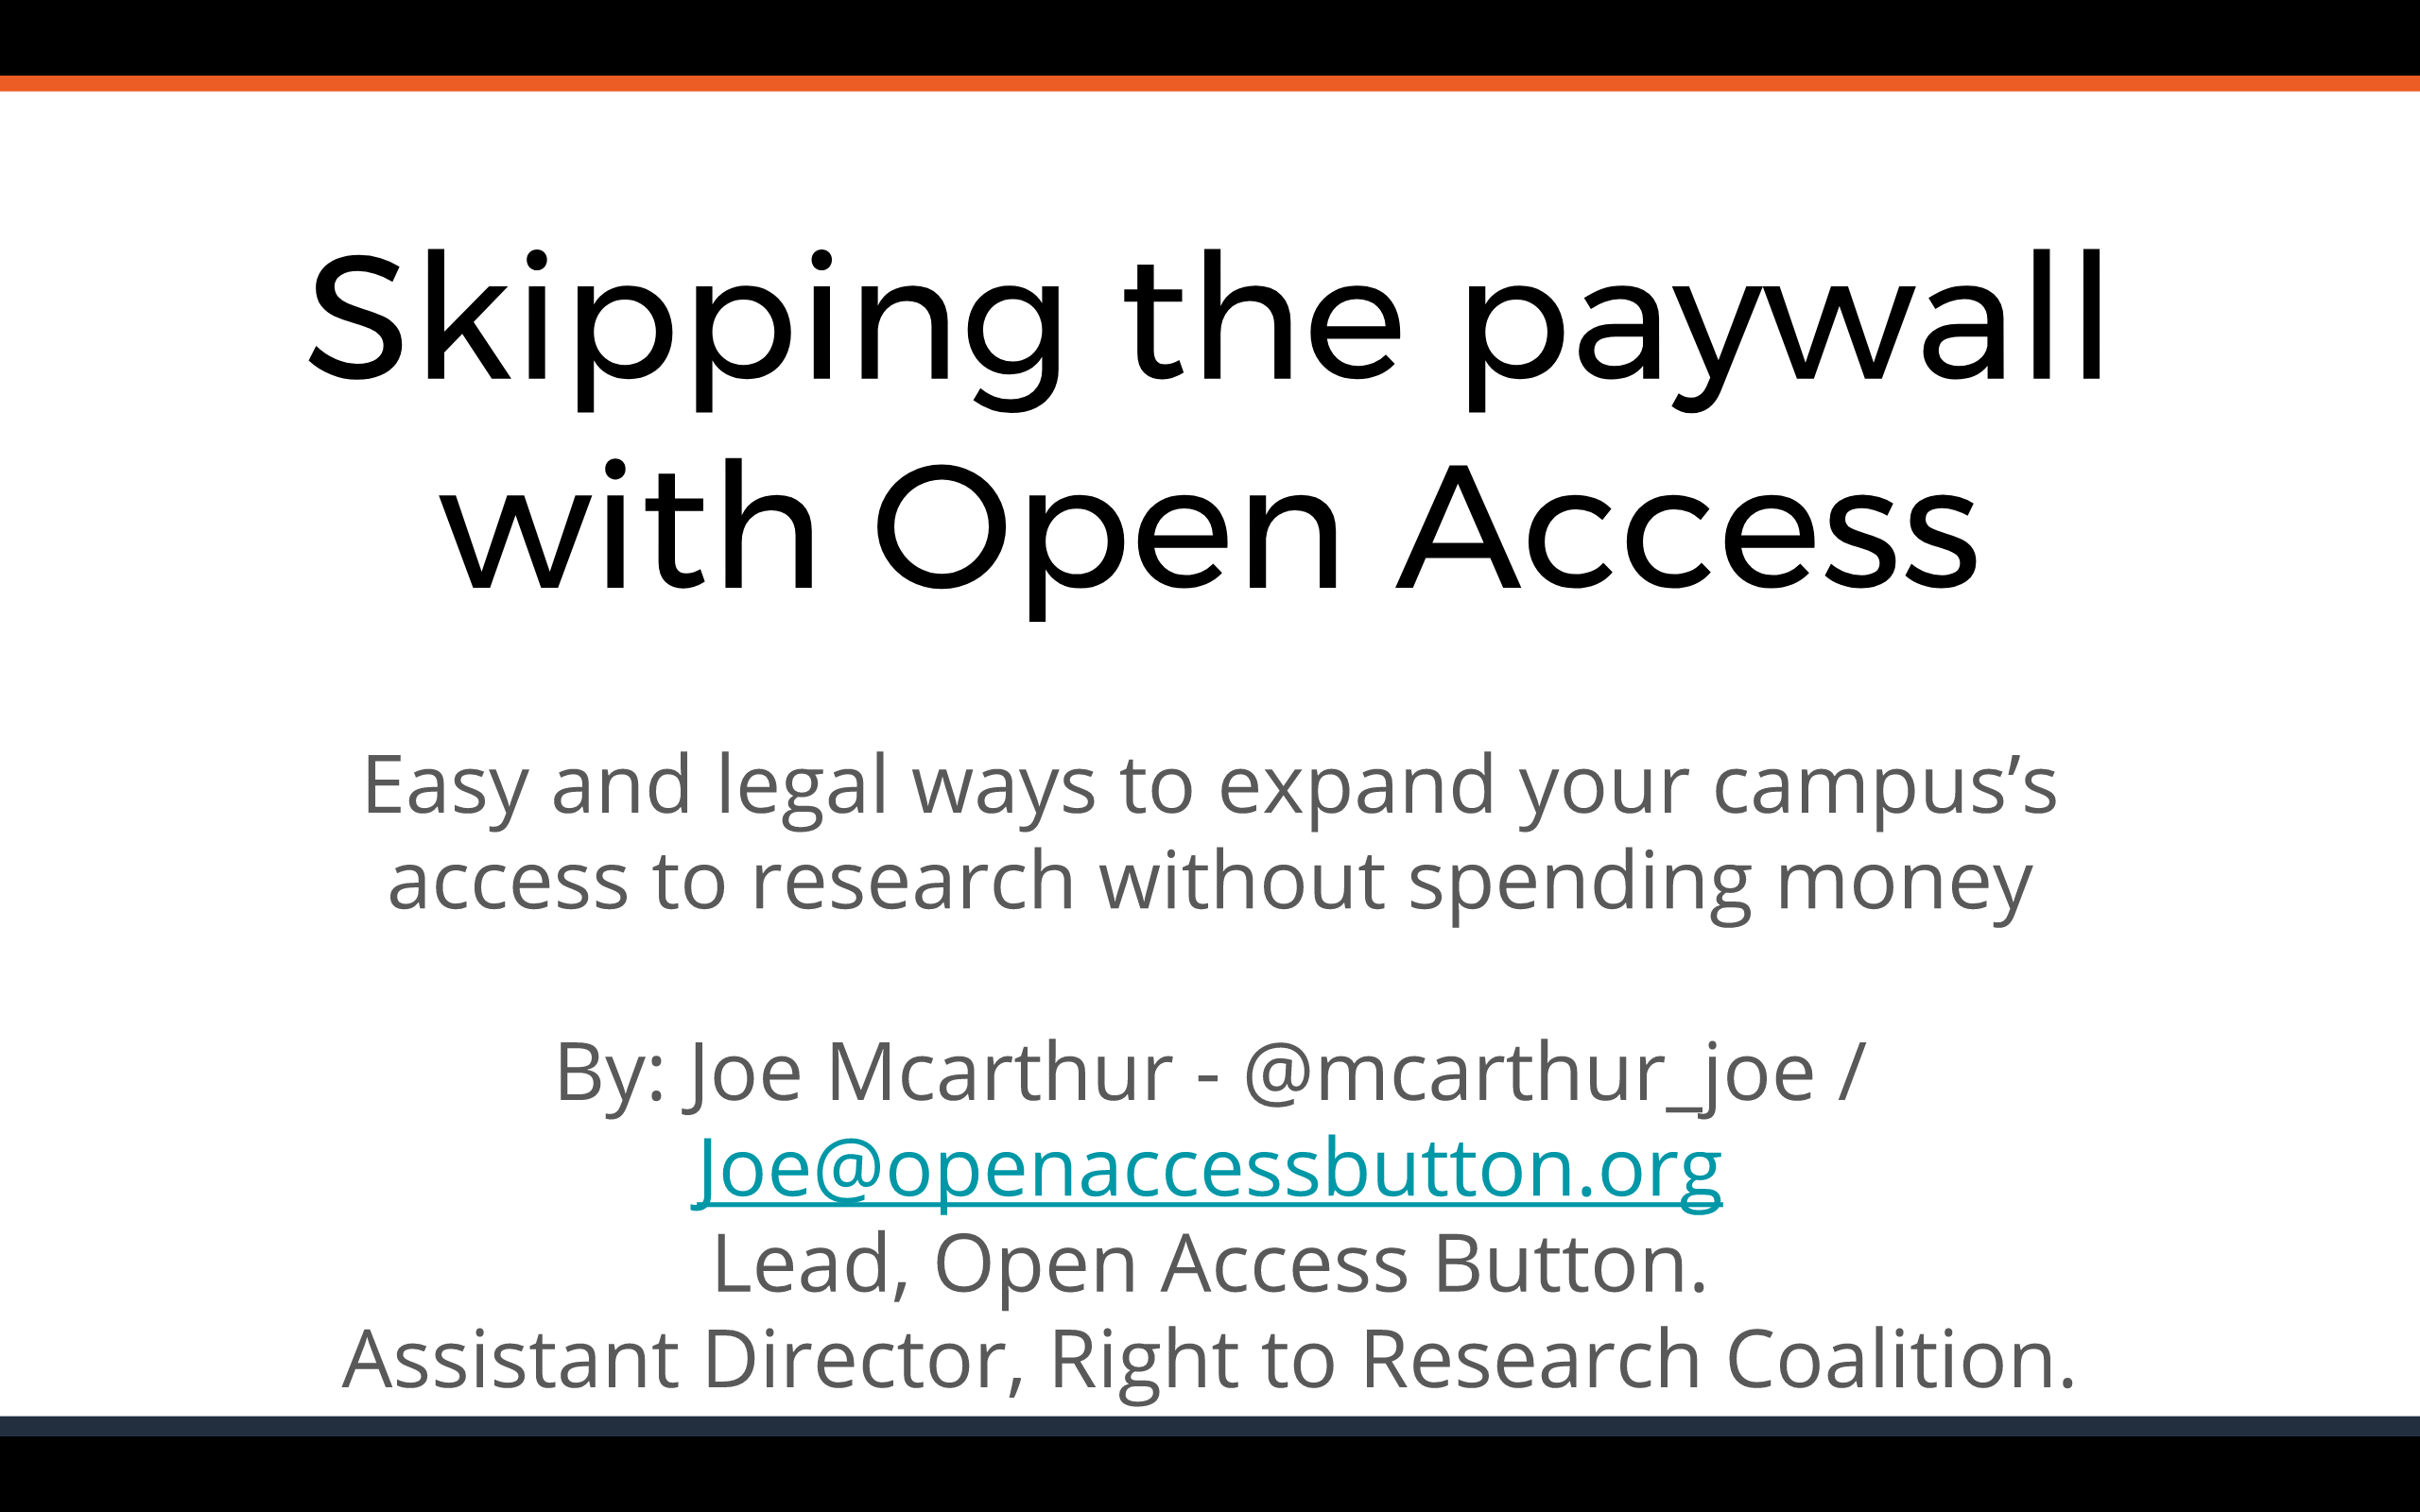 Skipping the paywall
with Open Access
Easy and legal ways to expand your campus’s
access to research without spending money
By: Joe Mcarthur - @mcarthur_joe /
Joe@openaccessbutton.org
Lead, Open Access Button.
Assistant Director, Right to Research Coalition.